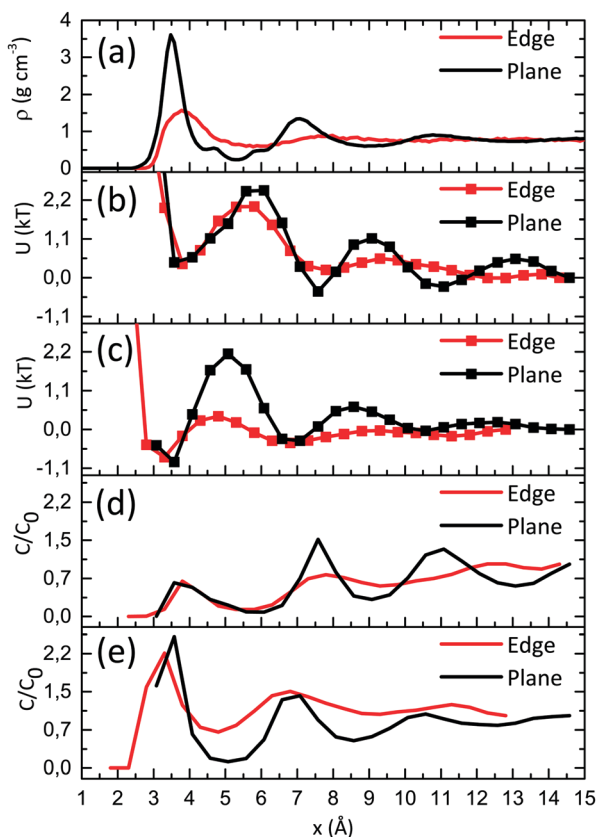 (a)
Edge
Plane
ρ (g cm⁻³)
4
3
2
1
0
(b)
Edge
Plane
U (kT)
2,2
1,1
0,0
-1,1
(c)
Edge
Plane
U (kT)
2,2
1,1
0,0
-1,1
(d)
Edge
Plane
C/C₀
2,2
1,5
0,7
0,0
(e)
Edge
Plane
C/C₀
2,2
1,5
0,7
0,0
1 2 3 4 5 6 7 8 9 10 11 12 13 14 15
x (Å)